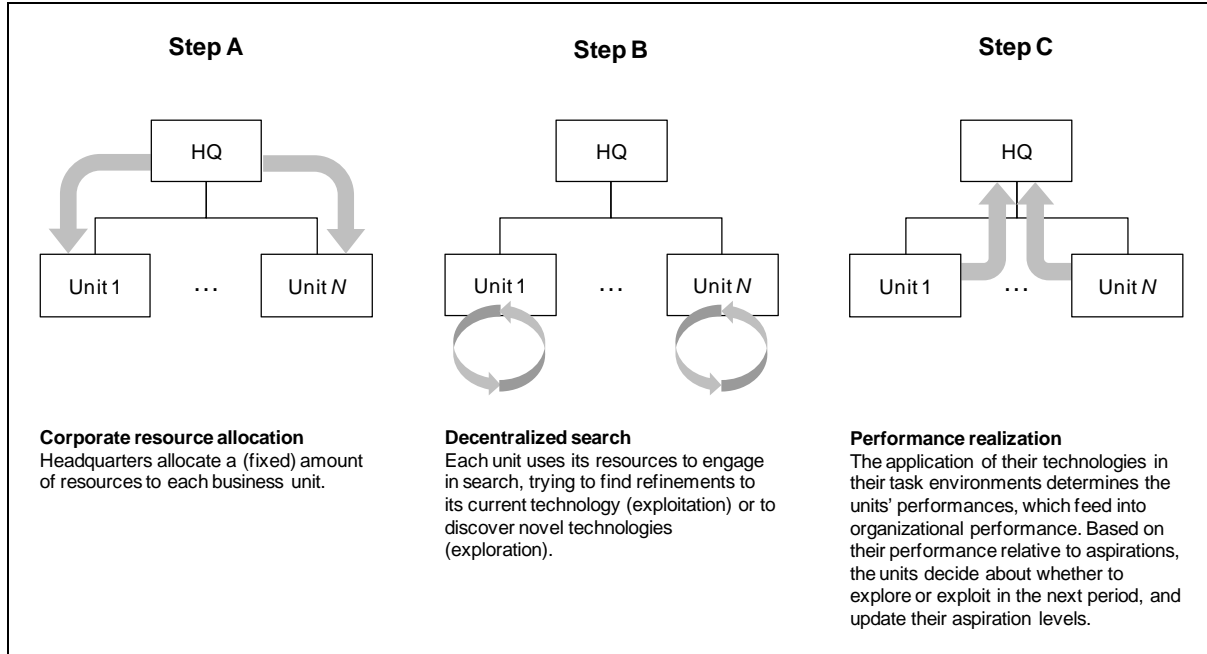 Step A
HQ
Unit 1
...
Unit N
Corporate resource allocation
Headquarters allocate a (fixed) amount
of resources to each business unit.
Step B
HQ
Unit 1
...
Unit N
Decentralized search
Each unit uses its resources to engage
in search, trying to find refinements to
its current technology (exploitation) or to
discover novel technologies
(exploration).
Step C
HQ
Unit 1
...
Unit N
Performance realization
The application of their technologies in
their task environments determines the
units' performances, which feed into
organizational performance. Based on
their performance relative to aspirations,
the units decide about whether to
explore or exploit in the next period, and
update their aspiration levels.